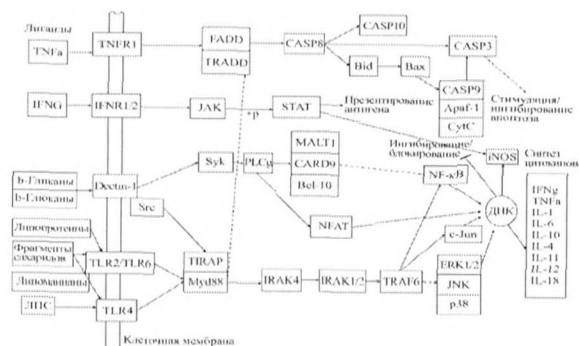 Лиганды
TNFa
TNFR1
FADD
TRADD
CASP8
CASP10
CASP3
Bid
Bax
CASP9
Apaf-1
CytC
Стимуляция/
ингибирование
апоптоза
IFNG
IFNR1/2
JAK
*p
STAT
Презентирование
антигена
Ингибирование/
блокирование
iNOS
Синтез
цитокинов
b-Гликаны
b-Глюканы
Dectin-1
Syk
PLCg
MALT1
CARD9
Bel-10
NF-κB
Src
NFAT
ДНК
c-Jun
IFNg
TNFa
IL-1
IL-6
IL-10
IL-4
IL-11
IL-12
IL-18
Липопротеины
Фрагменты
сахаридов
Липоманнаны
ЛПС
TLR2/TLR6
TLR4
TIRAP
Myd88
IRAK4
IRAK1/2
TRAF6
ERK1/2
JNK
p38
Клеточная мембрана